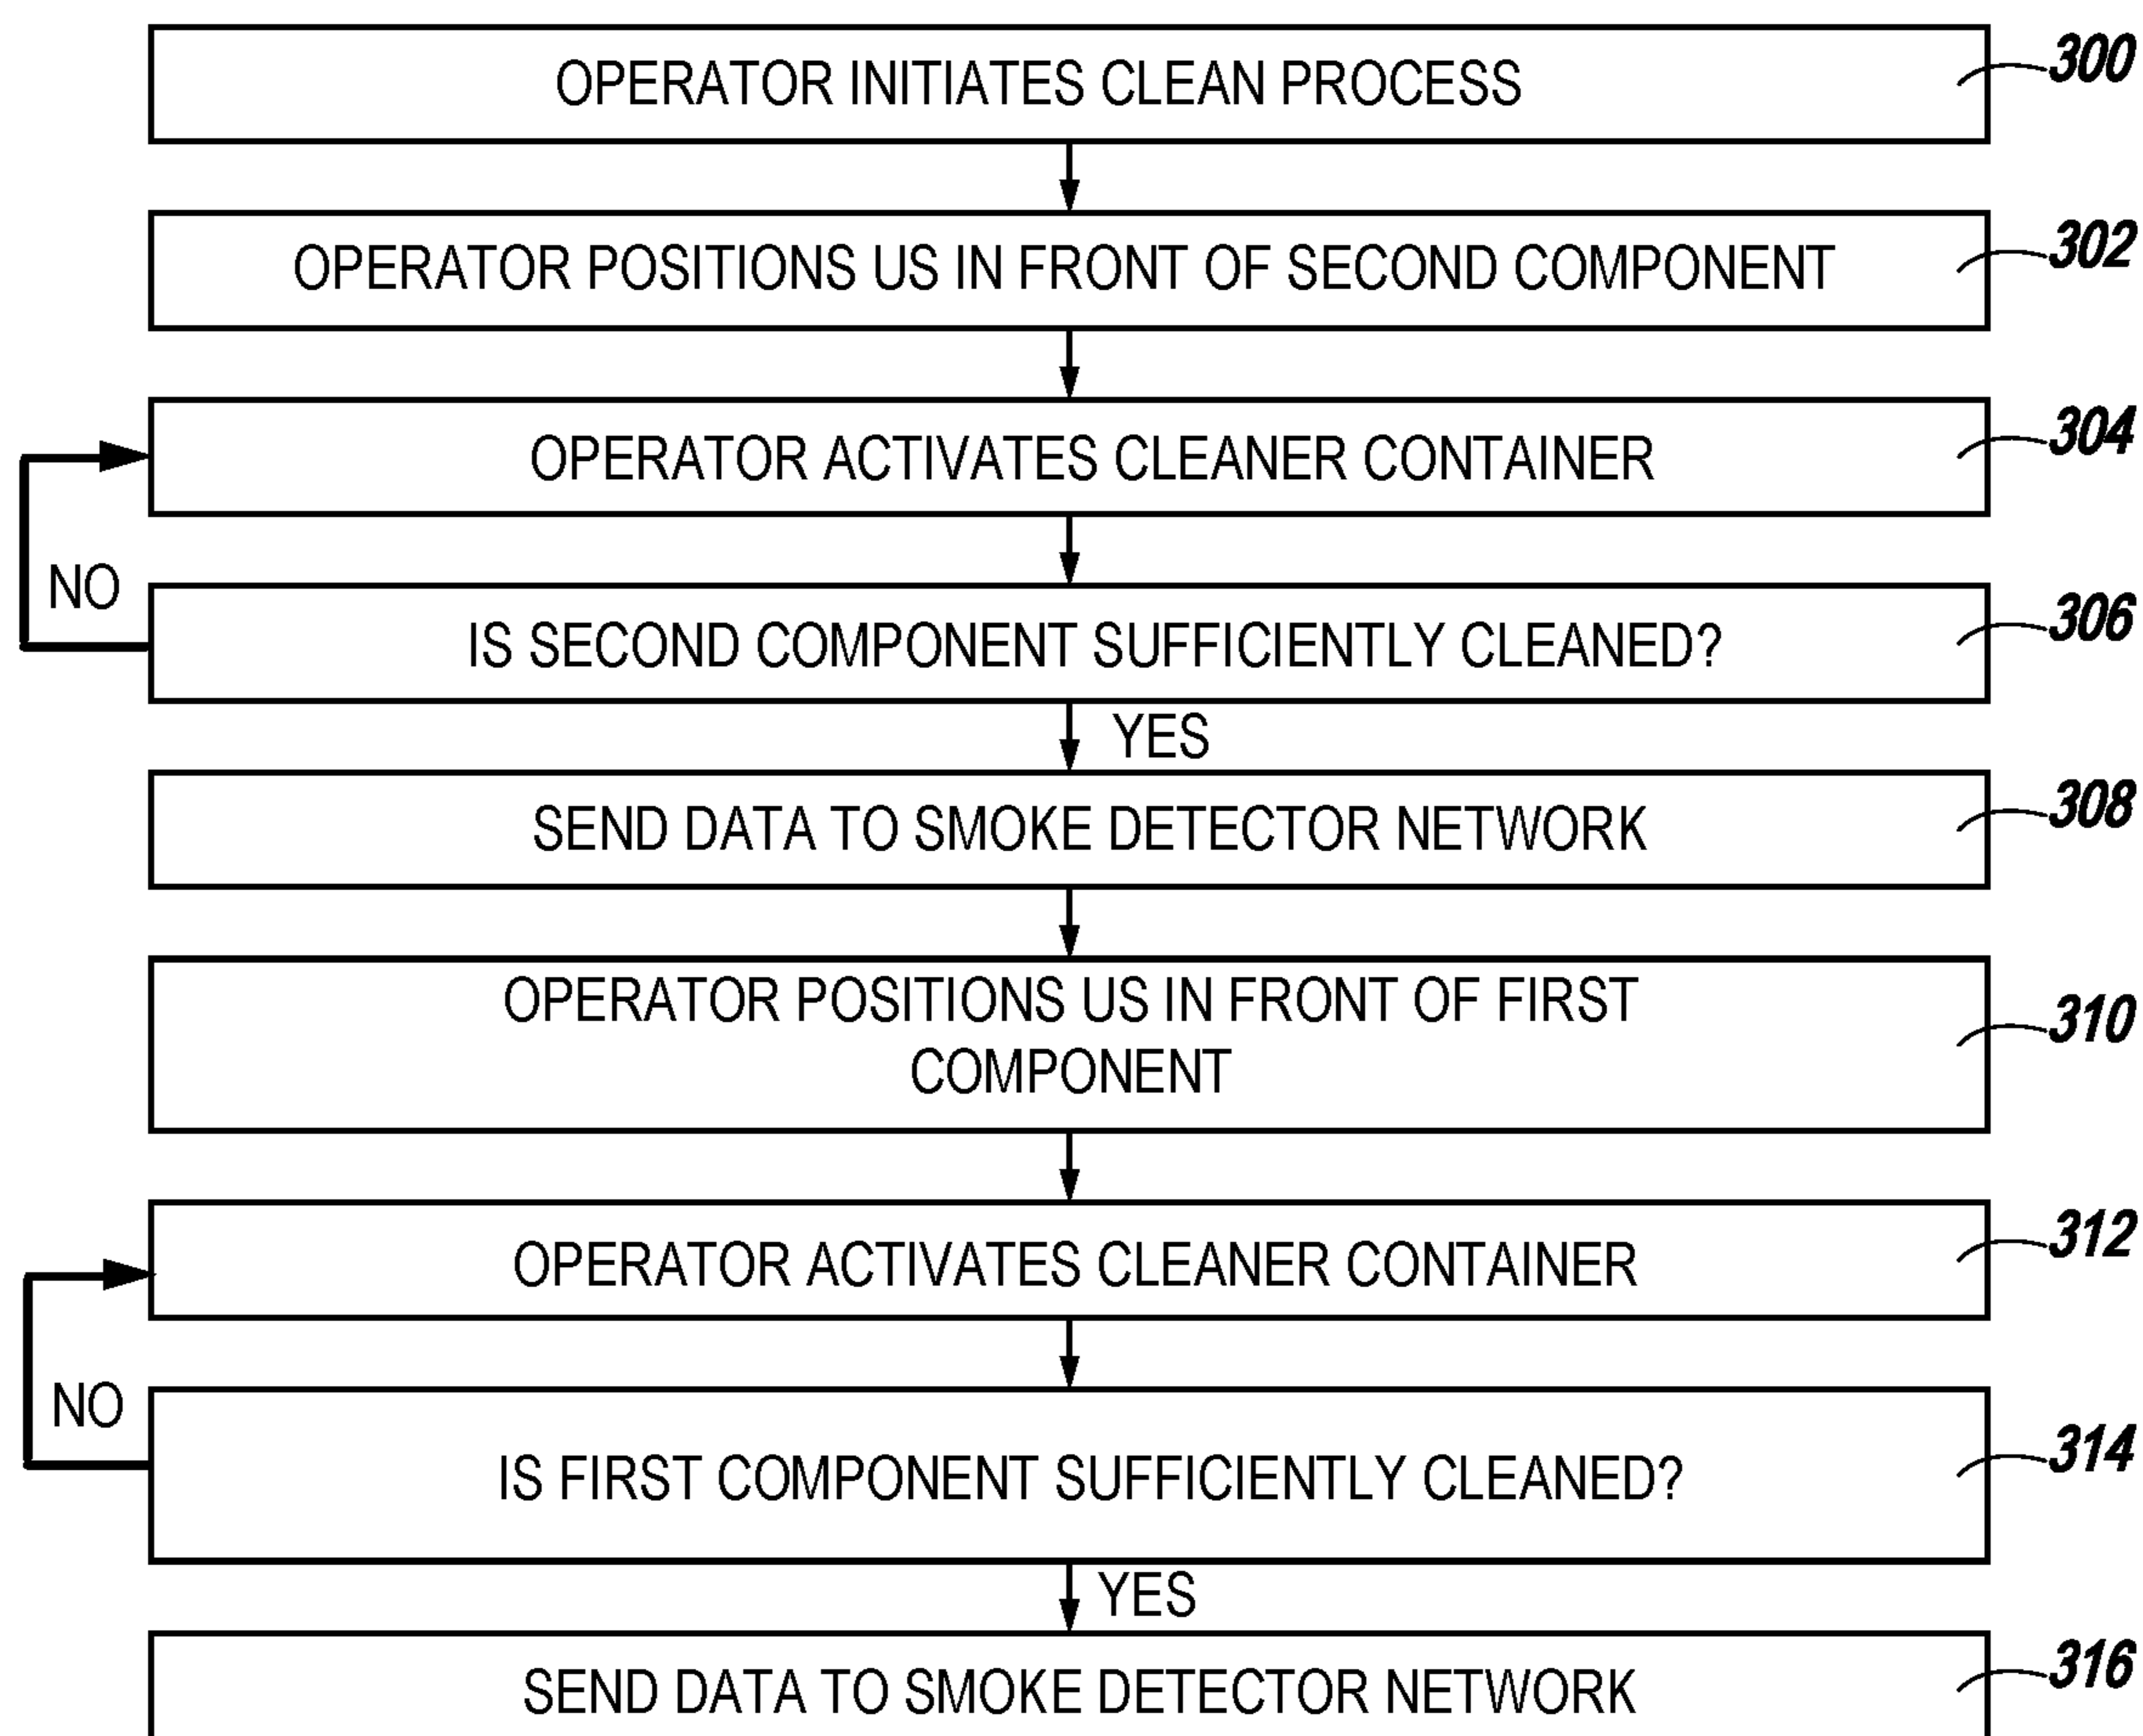 OPERATOR INITIATES CLEAN PROCESS
300
OPERATOR POSITIONS US IN FRONT OF SECOND COMPONENT
302
OPERATOR ACTIVATES CLEANER CONTAINER
304
NO
IS SECOND COMPONENT SUFFICIENTLY CLEANED?
306
YES
SEND DATA TO SMOKE DETECTOR NETWORK
308
OPERATOR POSITIONS US IN FRONT OF FIRST
COMPONENT
310
OPERATOR ACTIVATES CLEANER CONTAINER
312
NO
IS FIRST COMPONENT SUFFICIENTLY CLEANED?
314
YES
SEND DATA TO SMOKE DETECTOR NETWORK
316